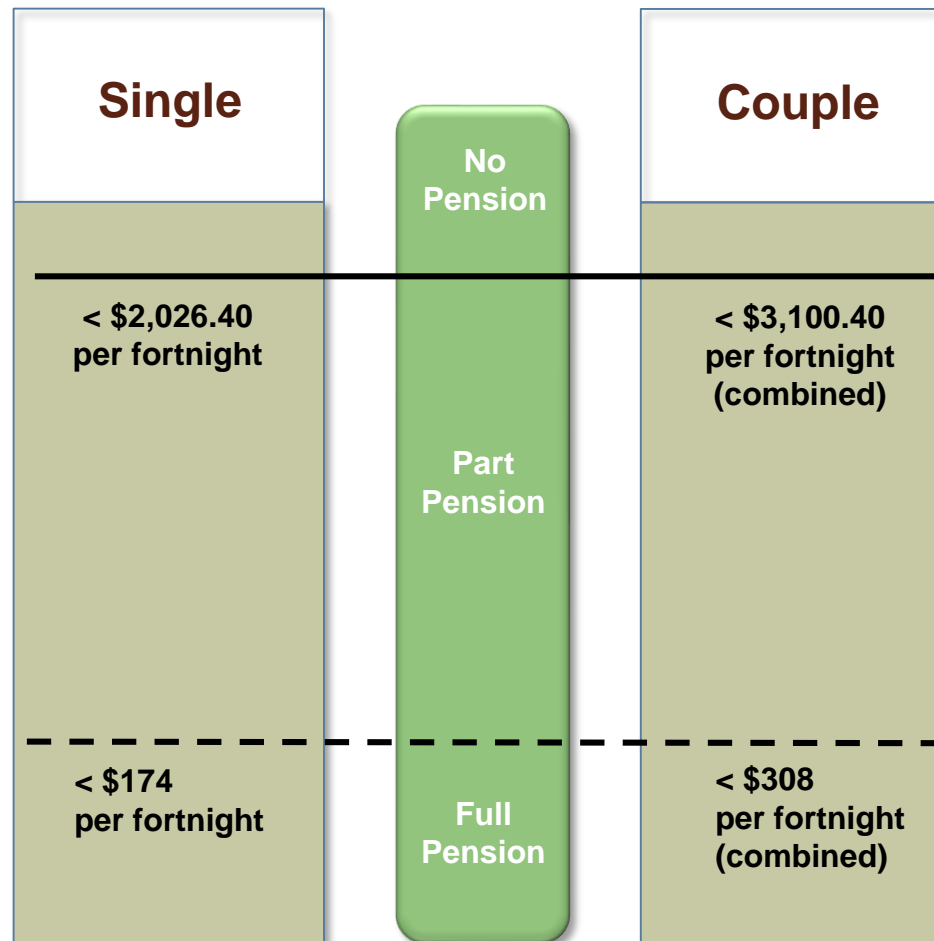 Single
No
Pension
Couple
< $2,026.40
per fortnight
< $3,100.40
per fortnight
(combined)
Part
Pension
< $174
per fortnight
Full
Pension
< $308
per fortnight
(combined)